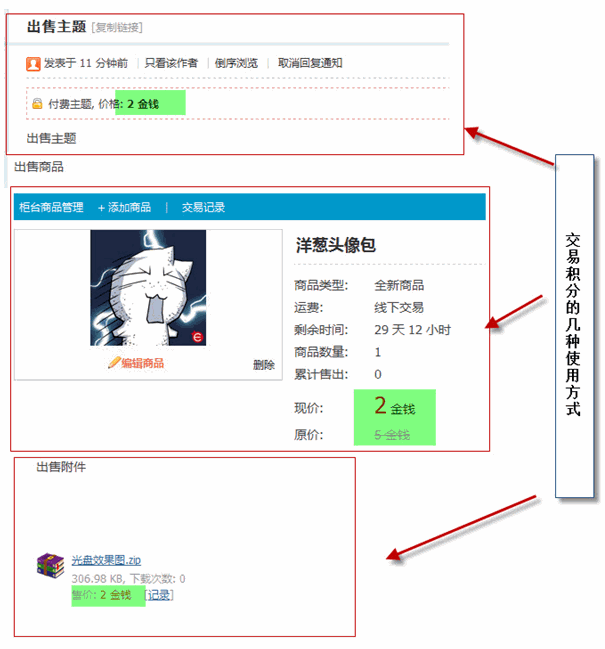 出售主题 [复制链接]
发表于 11 分钟前 | 只看该作者 | 倒序浏览 | 取消回复通知
付费主题, 价格: 2 金钱
出售主题
出售商品
柜台商品管理 + 添加商品 | 交易记录
洋葱头像包
商品类型: 全新商品
运费: 线下交易
剩余时间: 29 天 12 小时
商品数量: 1
累计售出: 0
编辑商品 删除
现价: 2 金钱
原价: 5 金钱
出售附件
光盘效果图.zip
306.98 KB, 下载次数: 0
售价: 2 金钱 [记录]
交易积分的几种使用方式